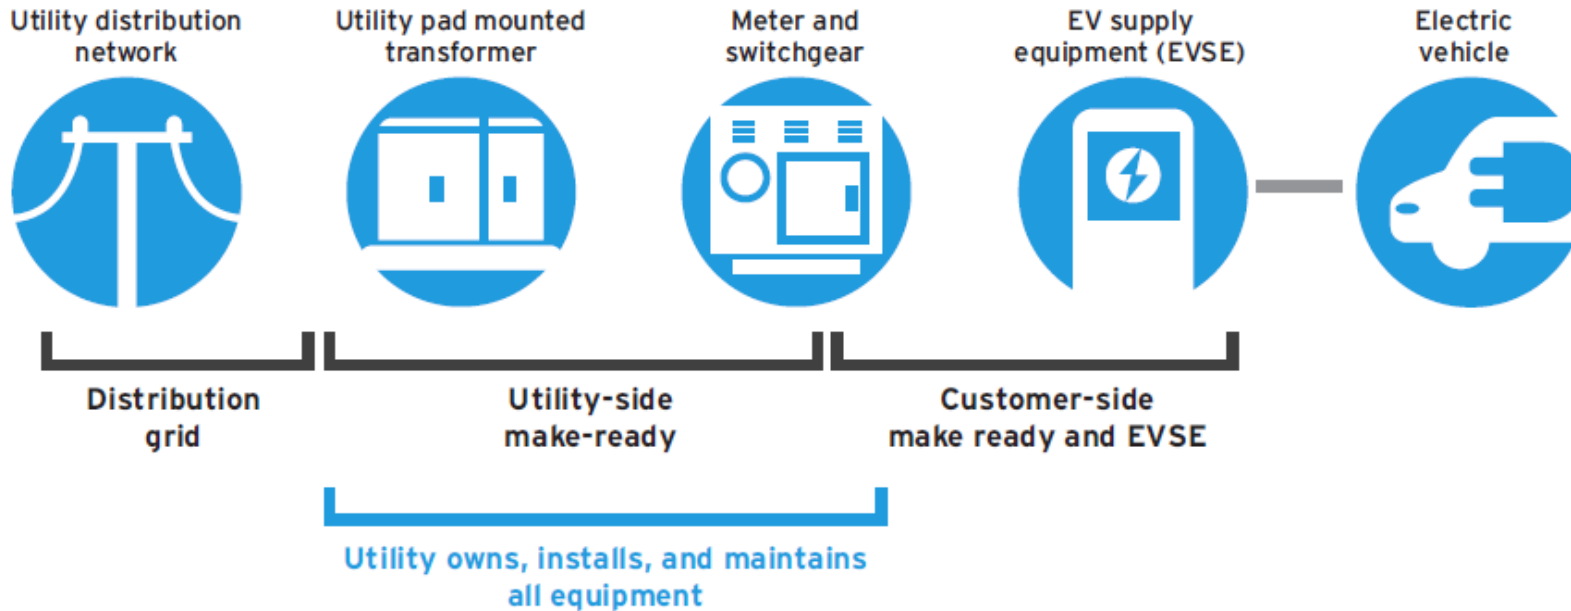 Utility distribution
network
Utility pad mounted
transformer
Meter and
switchgear
EV supply
equipment (EVSE)
Electric
vehicle
Distribution
grid
Utility-side
make-ready
Customer-side
make ready and EVSE
Utility owns, installs, and maintains
all equipment